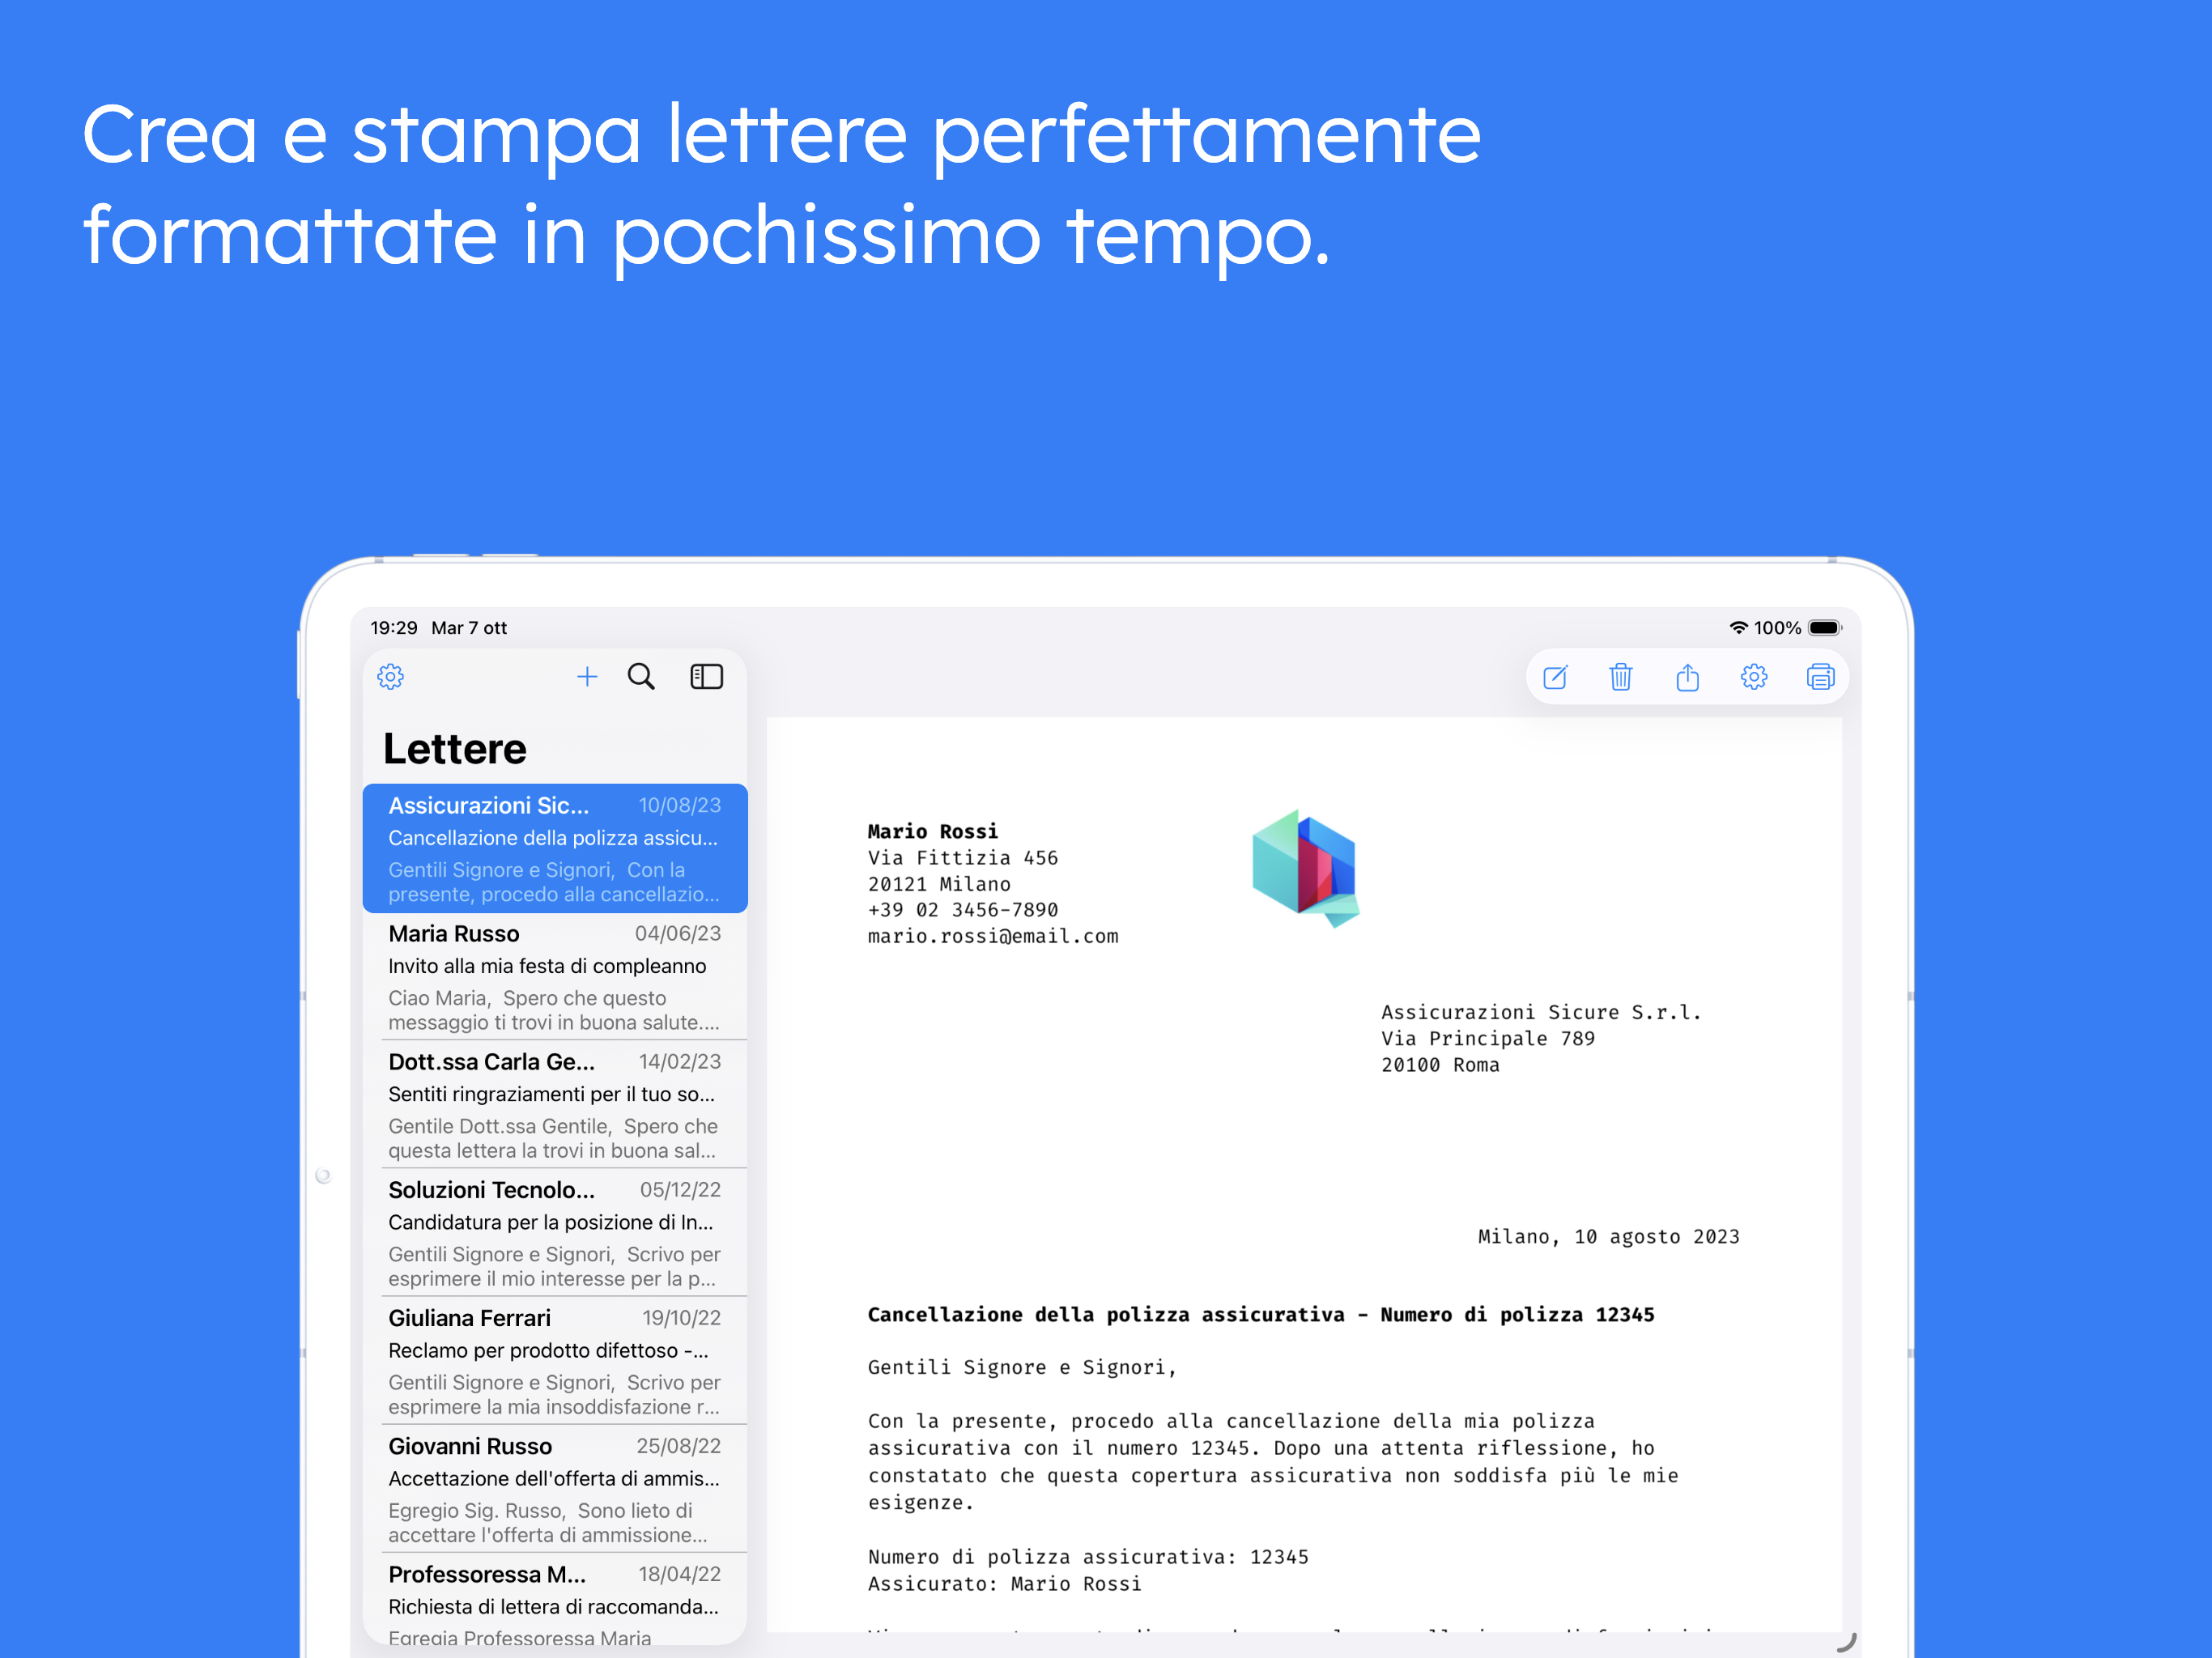 Crea e stampa lettere perfettamente
formattate in pochissimo tempo.
19:29 Mar 7 ott
100%
Lettere
Assicurazioni Sic... 10/08/23
Cancellazione della polizza assicu...
Gentili Signore e Signori, Con la
presente, procedo alla cancellazio...
Maria Russo 04/06/23
Invito alla mia festa di compleanno
Ciao Maria, Spero che questo
messaggio ti trovi in buona salute....
Dott.ssa Carla Ge... 14/02/23
Sentiti ringraziamenti per il tuo so...
Gentile Dott.ssa Gentile, Spero che
questa lettera la trovi in buona sal...
Soluzioni Tecnolo... 05/12/22
Candidatura per la posizione di In...
Gentili Signore e Signori, Scrivo per
esprimere il mio interesse per la p...
Giuliana Ferrari 19/10/22
Reclamo per prodotto difettoso -...
Gentili Signore e Signori, Scrivo per
esprimere la mia insoddisfazione r...
Giovanni Russo 25/08/22
Accettazione dell'offerta di ammis...
Egregio Sig. Russo, Sono lieto di
accettare l'offerta di ammissione...
Professoressa M... 18/04/22
Richiesta di lettera di raccomanda...
Egregia Professoressa Maria
Mario Rossi
Via Fittizia 456
20121 Milano
+39 02 3456-7890
mario.rossi@email.com
Assicurazioni Sicure S.r.l.
Via Principale 789
20100 Roma
Milano, 10 agosto 2023
Cancellazione della polizza assicurativa - Numero di polizza 12345
Gentili Signore e Signori,
Con la presente, procedo alla cancellazione della mia polizza
assicurativa con il numero 12345. Dopo una attenta riflessione, ho
constatato che questa copertura assicurativa non soddisfa più le mie
esigenze.
Numero di polizza assicurativa: 12345
Assicurato: Mario Rossi